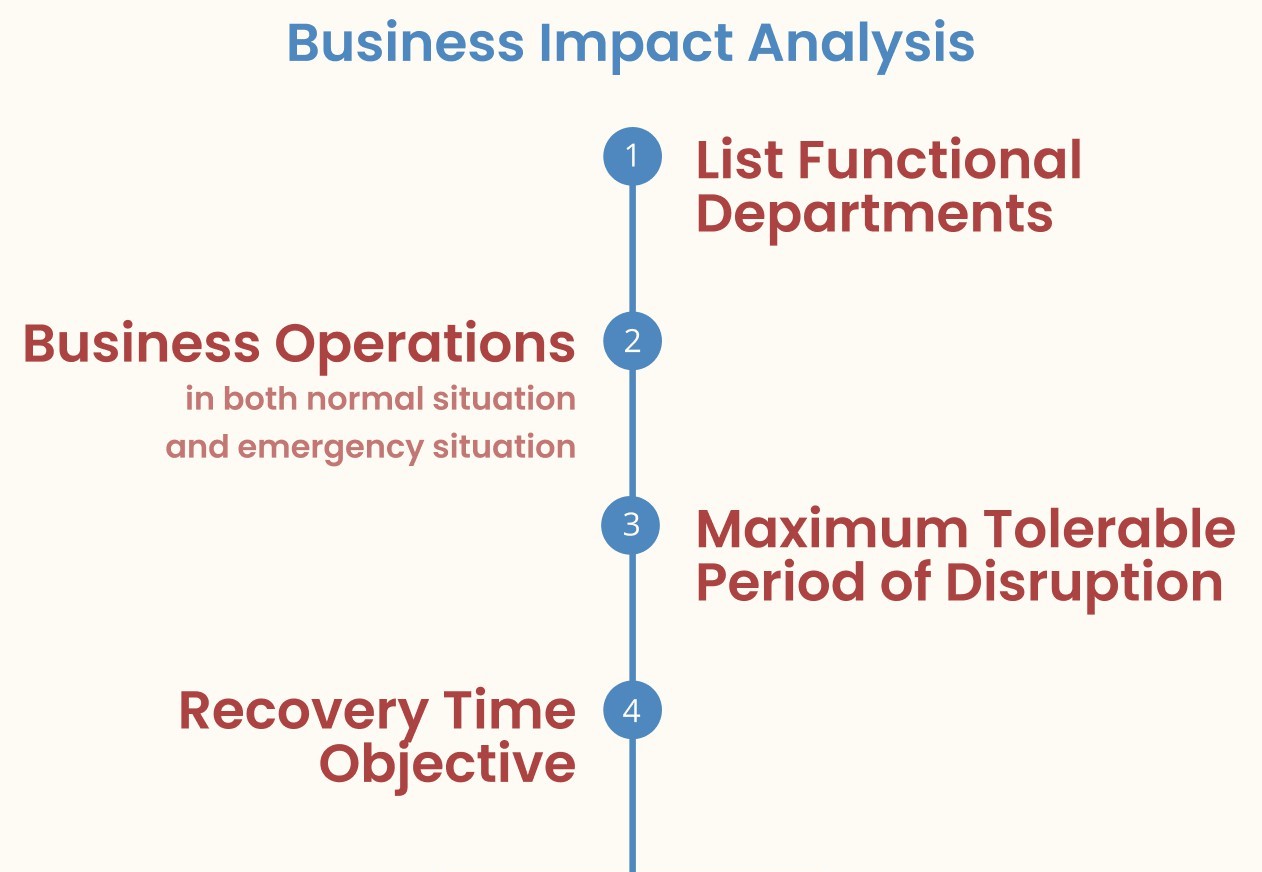 Business Impact Analysis
1
List Functional
Departments
2
Business Operations
in both normal situation
and emergency situation
3
Maximum Tolerable
Period of Disruption
4
Recovery Time
Objective